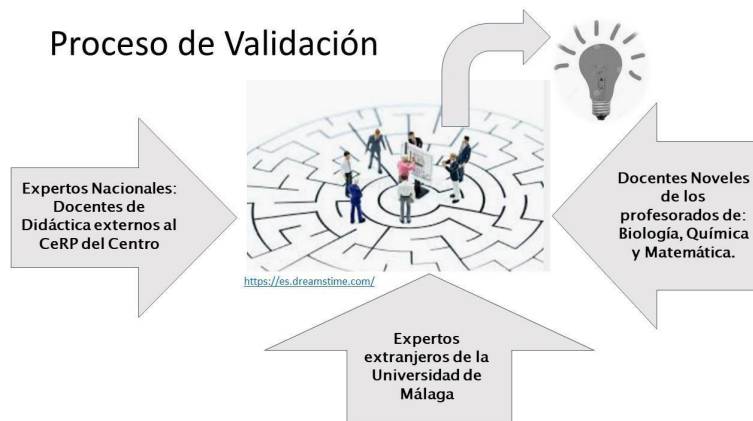 Proceso de Validación
Expertos Nacionales:
Docentes de
Didáctica externos al
CeRP del Centro
https://es.dreamstime.com/
Docentes Noveles
de los
profesorados de:
Biología, Química
y Matemática.
Expertos
extranjeros de la
Universidad de
Málaga